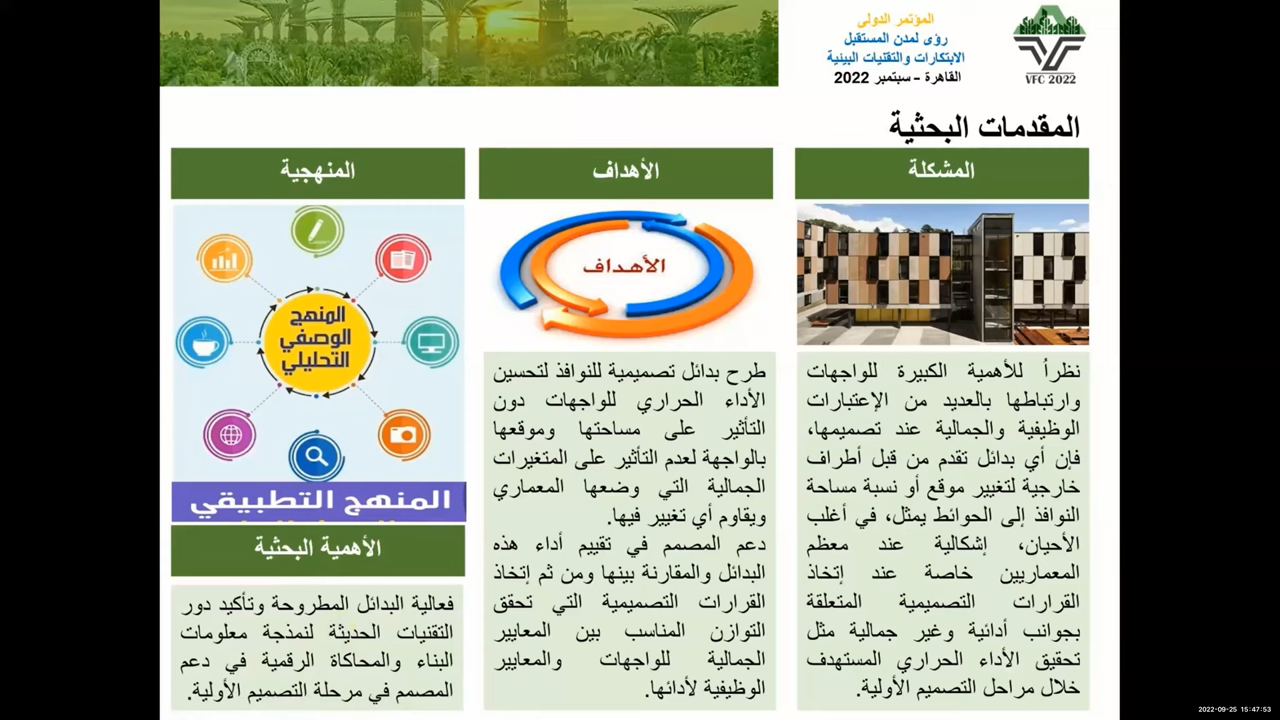 المؤتمر الدولى
رؤى لمدن المستقبل
الابتكارات والتقنيات البينية
القاهرة – سبتمبر 2022
VFC 2022
المقدمات البحثية
المشكلة
نظراُ للأهمية الكبيرة للواجهات
وارتباطها بالعديد من الإعتبارات
الوظيفية والجمالية عند تصميمها،
فإن أي بدائل تقدم من قبل أطراف
خارجية لتغيير موقع أو نسبة مساحة
النوافذ إلى الحوائط يمثل، في أغلب
الأحيان، إشكالية عند معظم
المعماريين خاصة عند إتخاذ
القرارات التصميمية المتعلقة
بجوانب أدائية وغير جمالية مثل
تحقيق الأداء الحراري المستهدف
خلال مراحل التصميم الأولية.
الأهداف
الأهداف
طرح بدائل تصميمية للنوافذ لتحسين
الأداء الحراري للواجهات دون
التأثير على مساحتها وموقعها
بالواجهة لعدم التأثير على المتغيرات
الجمالية التي وضعها المعماري
ويقاوم أي تغيير فيها.
دعم المصمم في تقييم أداء هذه
البدائل والمقارنة بينها ومن ثم إتخاذ
القرارات التصميمية التي تحقق
التوازن المناسب بين المعايير
الجمالية للواجهات والمعايير
الوظيفية لأدائها.
المنهجية
المنهج
الوصفي
التحليلي
المنهج التطبيقي
الأهمية البحثية
فعالية البدائل المطروحة وتأكيد دور
التقنيات الحديثة لنمذجة معلومات
البناء والمحاكاة الرقمية في دعم
المصمم في مرحلة التصميم الأولية.
2022-09-25 15:47:53